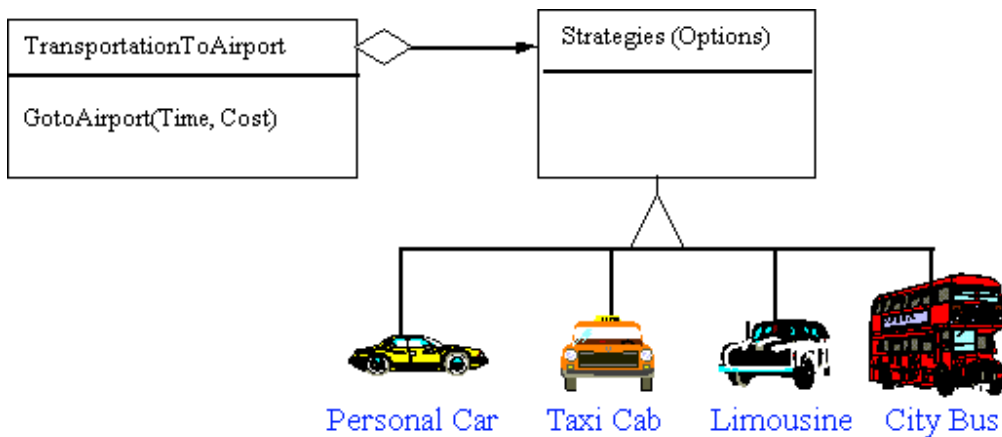 TransportationToAirport
GotoAirport(Time, Cost)
Strategies (Options)
Personal Car
Taxi Cab
Limousine
City Bus